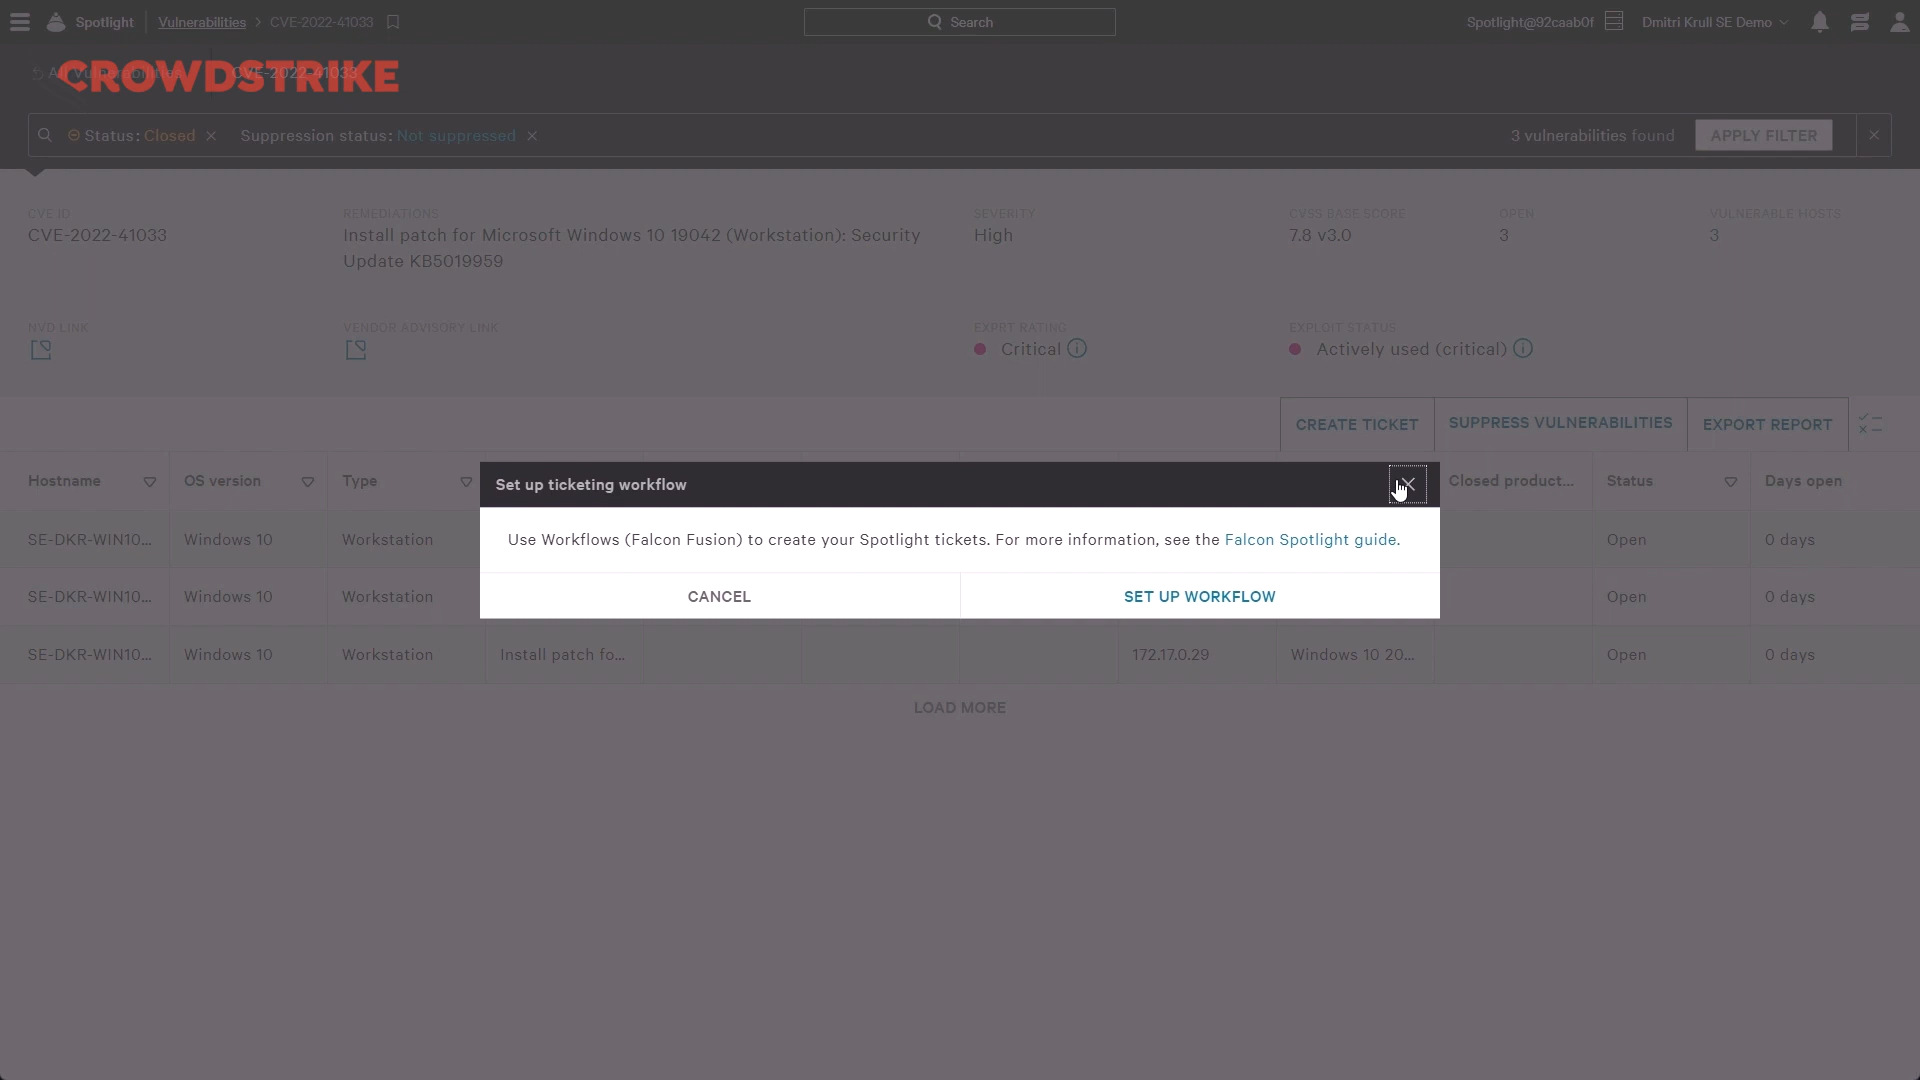 Spotlight Vulnerabilities > CVE-2022-41033 Search Spotlight@92caab0f Dmitri Krull SE Demo
All Vulnerabilities CVE-2022-41033
CROWDSTRIKE
Status: Closed × Suppression status: Not suppressed × 3 vulnerabilities found APPLY FILTER ×
CVE ID REMEDIATIONS SEVERITY CVSS BASE SCORE OPEN VULNERABLE HOSTS
CVE-2022-41033 Install patch for Microsoft Windows 10 19042 (Workstation): Security High 7.8 v3.0 3 3
Update KB5019959
NVD LINK VENDOR ADVISORY LINK EXPRT RATING EXPLOIT STATUS
Critical Actively used (critical)
CREATE TICKET SUPPRESS VULNERABILITIES EXPORT REPORT
Hostname OS version Type Closed product... Status Days open
Set up ticketing workflow
SE-DKR-WIN10... Windows 10 Workstation Open 0 days
Use Workflows (Falcon Fusion) to create your Spotlight tickets. For more information, see the Falcon Spotlight guide.
SE-DKR-WIN10... Windows 10 Workstation Open 0 days
CANCEL SET UP WORKFLOW
SE-DKR-WIN10... Windows 10 Workstation Install patch fo... 172.17.0.29 Windows 10 20... Open 0 days
LOAD MORE